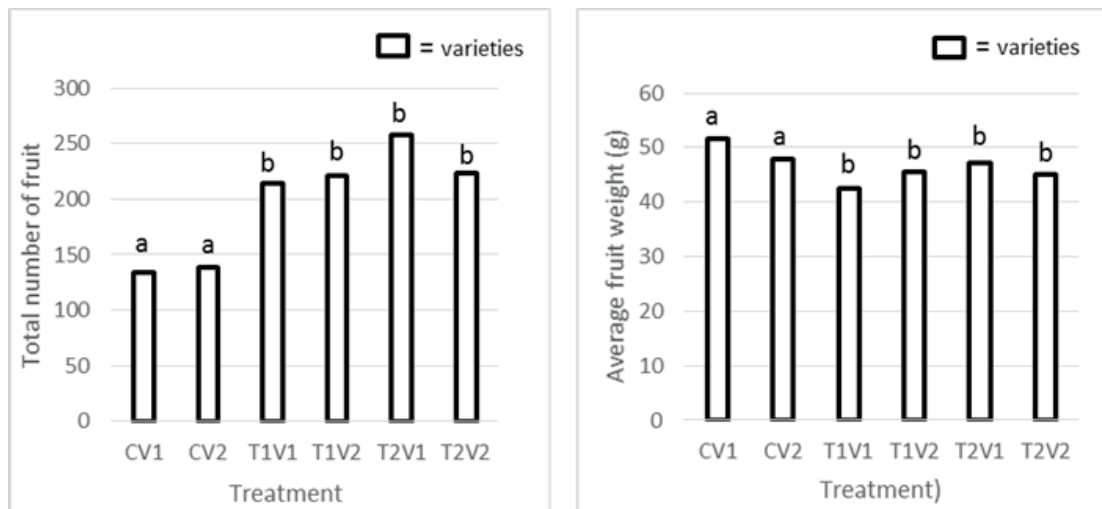 = varieties
Total number of fruit
300
250
200
150
100
50
0
a
a
b
b
b
b
CV1 CV2 T1V1 T1V2 T2V1 T2V2
Treatment
= varieties
Average fruit weight (g)
60
50
40
30
20
10
0
a
a
b
b
b
b
CV1 CV2 T1V1 T1V2 T2V1 T2V2
Treatment)